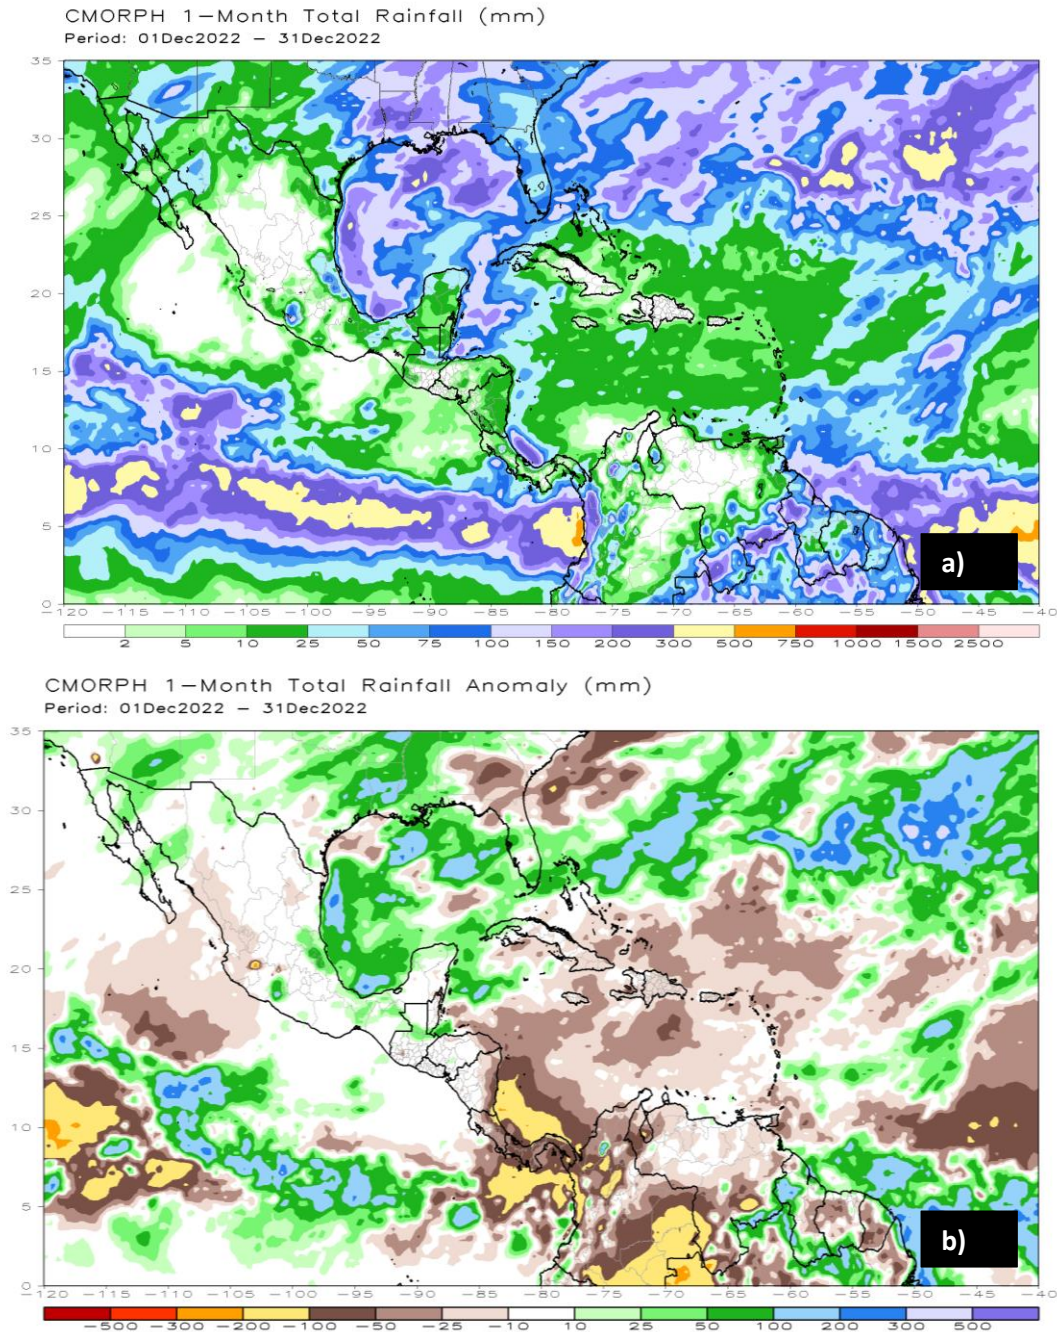 CMORPH 1-Month Total Rainfall (mm)
Period: 01Dec2022 - 31Dec2022
35
30
25
20
15
10
5
0
a)
-120 -115 -110 -105 -100 -95 -90 -85 -80 -75 -70 -65 -60 -55 -50 -45 -40
2 5 10 25 50 75 100 150 200 300 500 750 1000 1500 2500
CMORPH 1-Month Total Rainfall Anomaly (mm)
Period: 01Dec2022 - 31Dec2022
35
30
25
20
15
10
5
0
b)
-120 -115 -110 -105 -100 -95 -90 -85 -80 -75 -70 -65 -60 -55 -50 -45 -40
-500 -300 -200 -100 -50 -25 -10 10 25 50 100 200 300 500